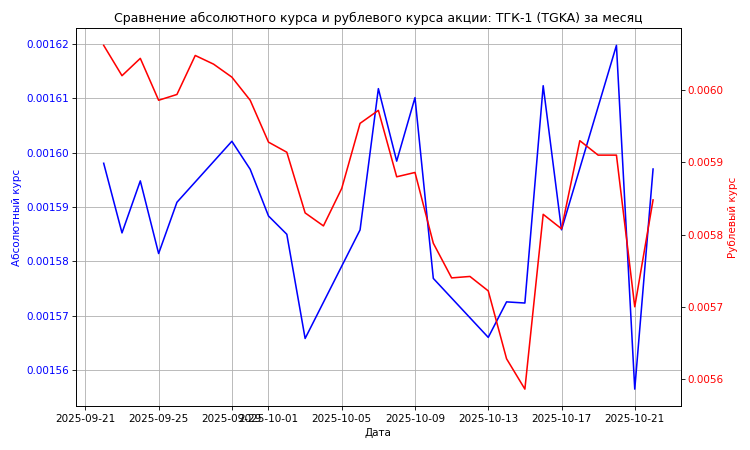 Сравнение абсолютного курса и рублевого курса акции: ТГК-1 (TGKA) за месяц
0.00162
0.00161
0.00160
0.00159
0.00158
0.00157
0.00156
Абсолютный курс
0.0060
0.0059
0.0058
0.0057
0.0056
Рублевый курс
2025-09-21 2025-09-25 2025-09-29 2025-10-01 2025-10-05 2025-10-09 2025-10-13 2025-10-17 2025-10-21
Дата